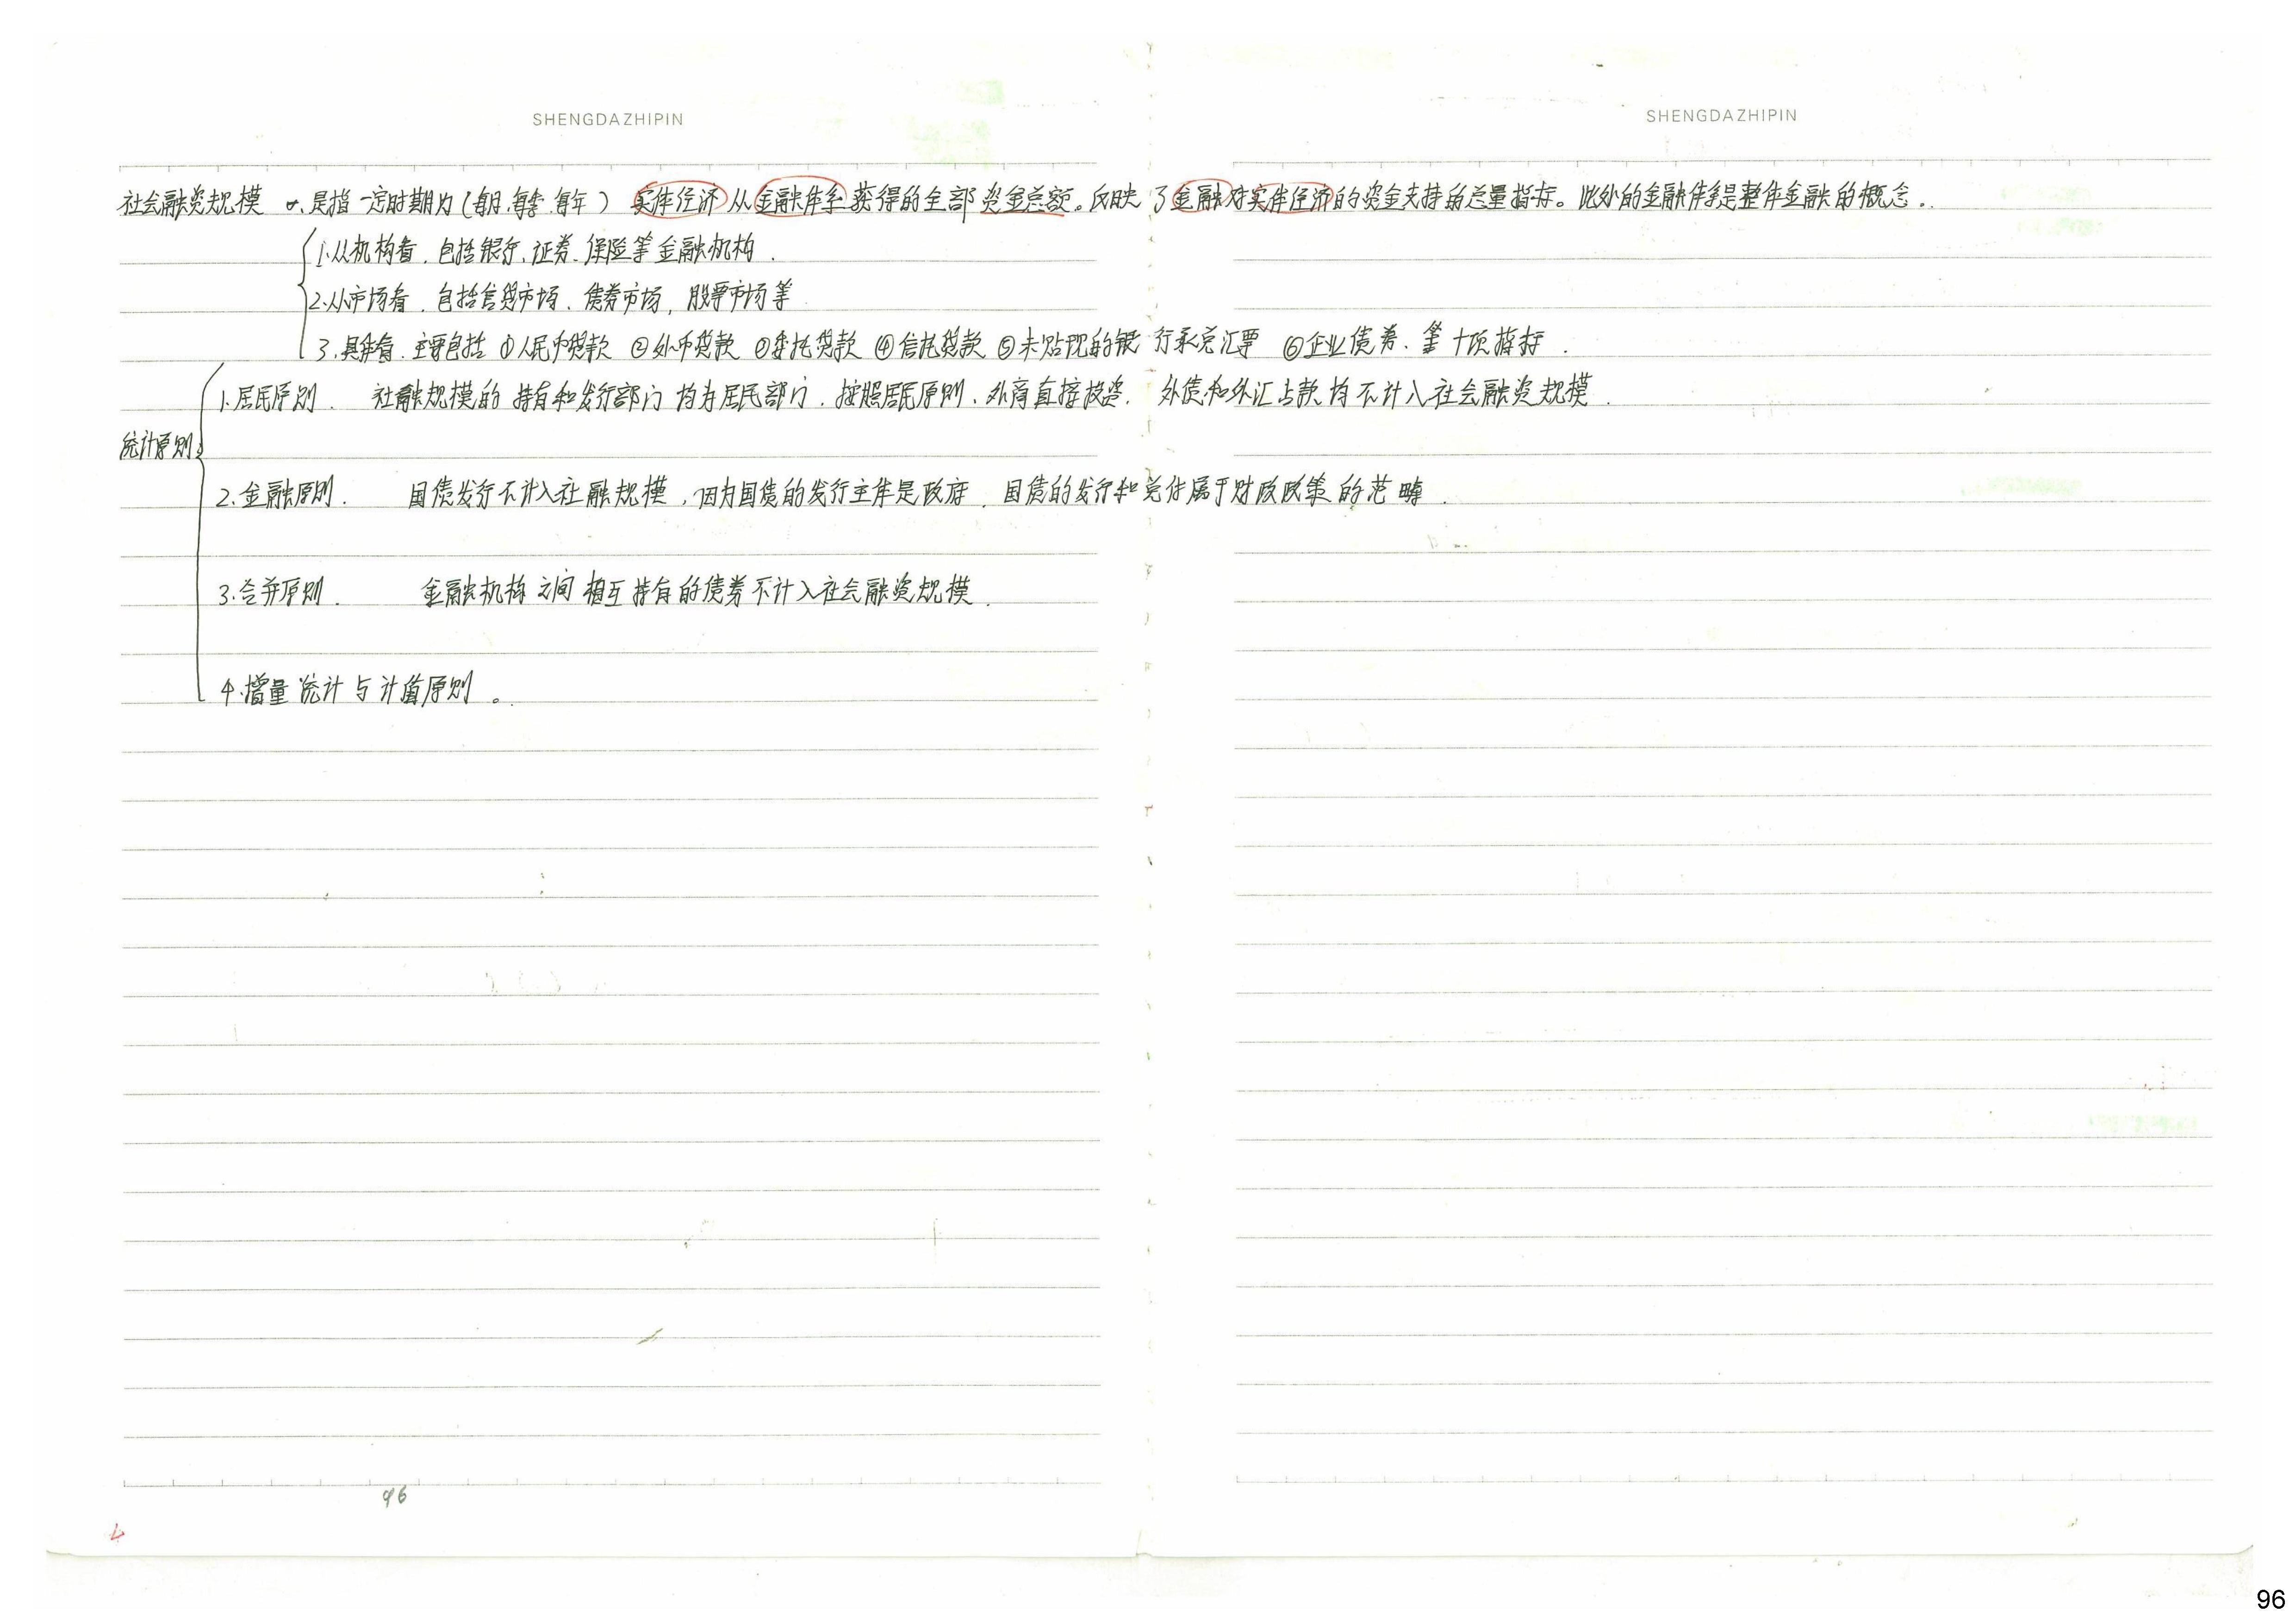 SHENGDAZHIPIN
SHENGDAZHIPIN
社会融资规模 是指一定时期内(每月.每季.每年) 实体经济从金融体系获得的全部资金总额。反映了金融对实体经济的资金支持的总量指标。此处的金融体系是整体金融的概念.
1.从机构看.包括银行、证券、保险等金融机构.
2.从市场看.包括信贷市场、债券市场,股票市场等
3.具体看.主要包括 ①人民币贷款 ②外币贷款 ③委托贷款 ④信托贷款 ⑤未贴现的银行承兑汇票 ⑥企业债券、等十项指标.
1.居民原则. 社融规模的持有和发行部门均为居民部门.按照居民原则、外商直接投资. 外债和外汇占款均不计入社会融资规模.
统计原则
2.金融原则. 国债发行不计入社融规模,因为国债的发行主体是政府.国债的发行和兑付属于财政政策的范畴.
3.合并原则. 金融机构之间相互持有的债券不计入社会融资规模.
4.增量统计与计值原则。
96
96